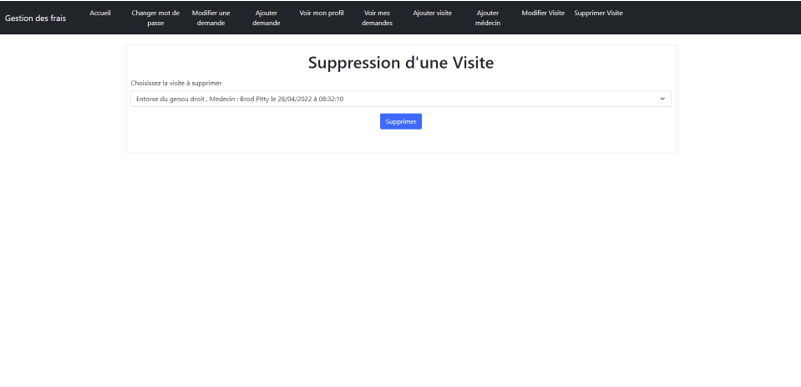 Gestion des frais
Accueil
Changer mot de
passe
Modifier une
demande
Ajouter
demande
Voir mon profil
Voir mes
demandes
Ajouter visite
Ajouter
médecin
Modifier Visite
Supprimer Visite
Suppression d'une Visite
Choisissez la visite à supprimer
Entorse du genou droit , Medecin : Brod Pitty le 28/04/2022 à 08:32:10
Supprimer